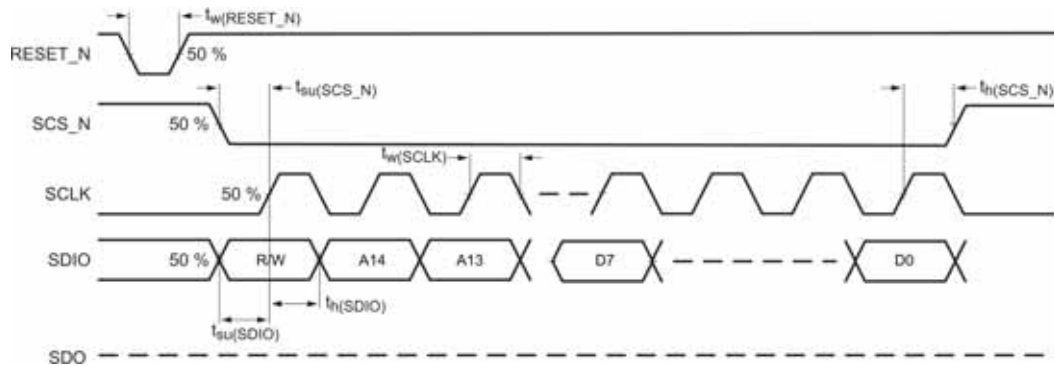 tw(RESET_N)
RESET_N
50 %
tsu(SCS_N)
th(SCS_N)
SCS_N
50 %
tw(SCLK)
SCLK
50 %
SDIO
50 %
R/W
A14
A13
D7
D0
th(SDIO)
tsu(SDIO)
SDO